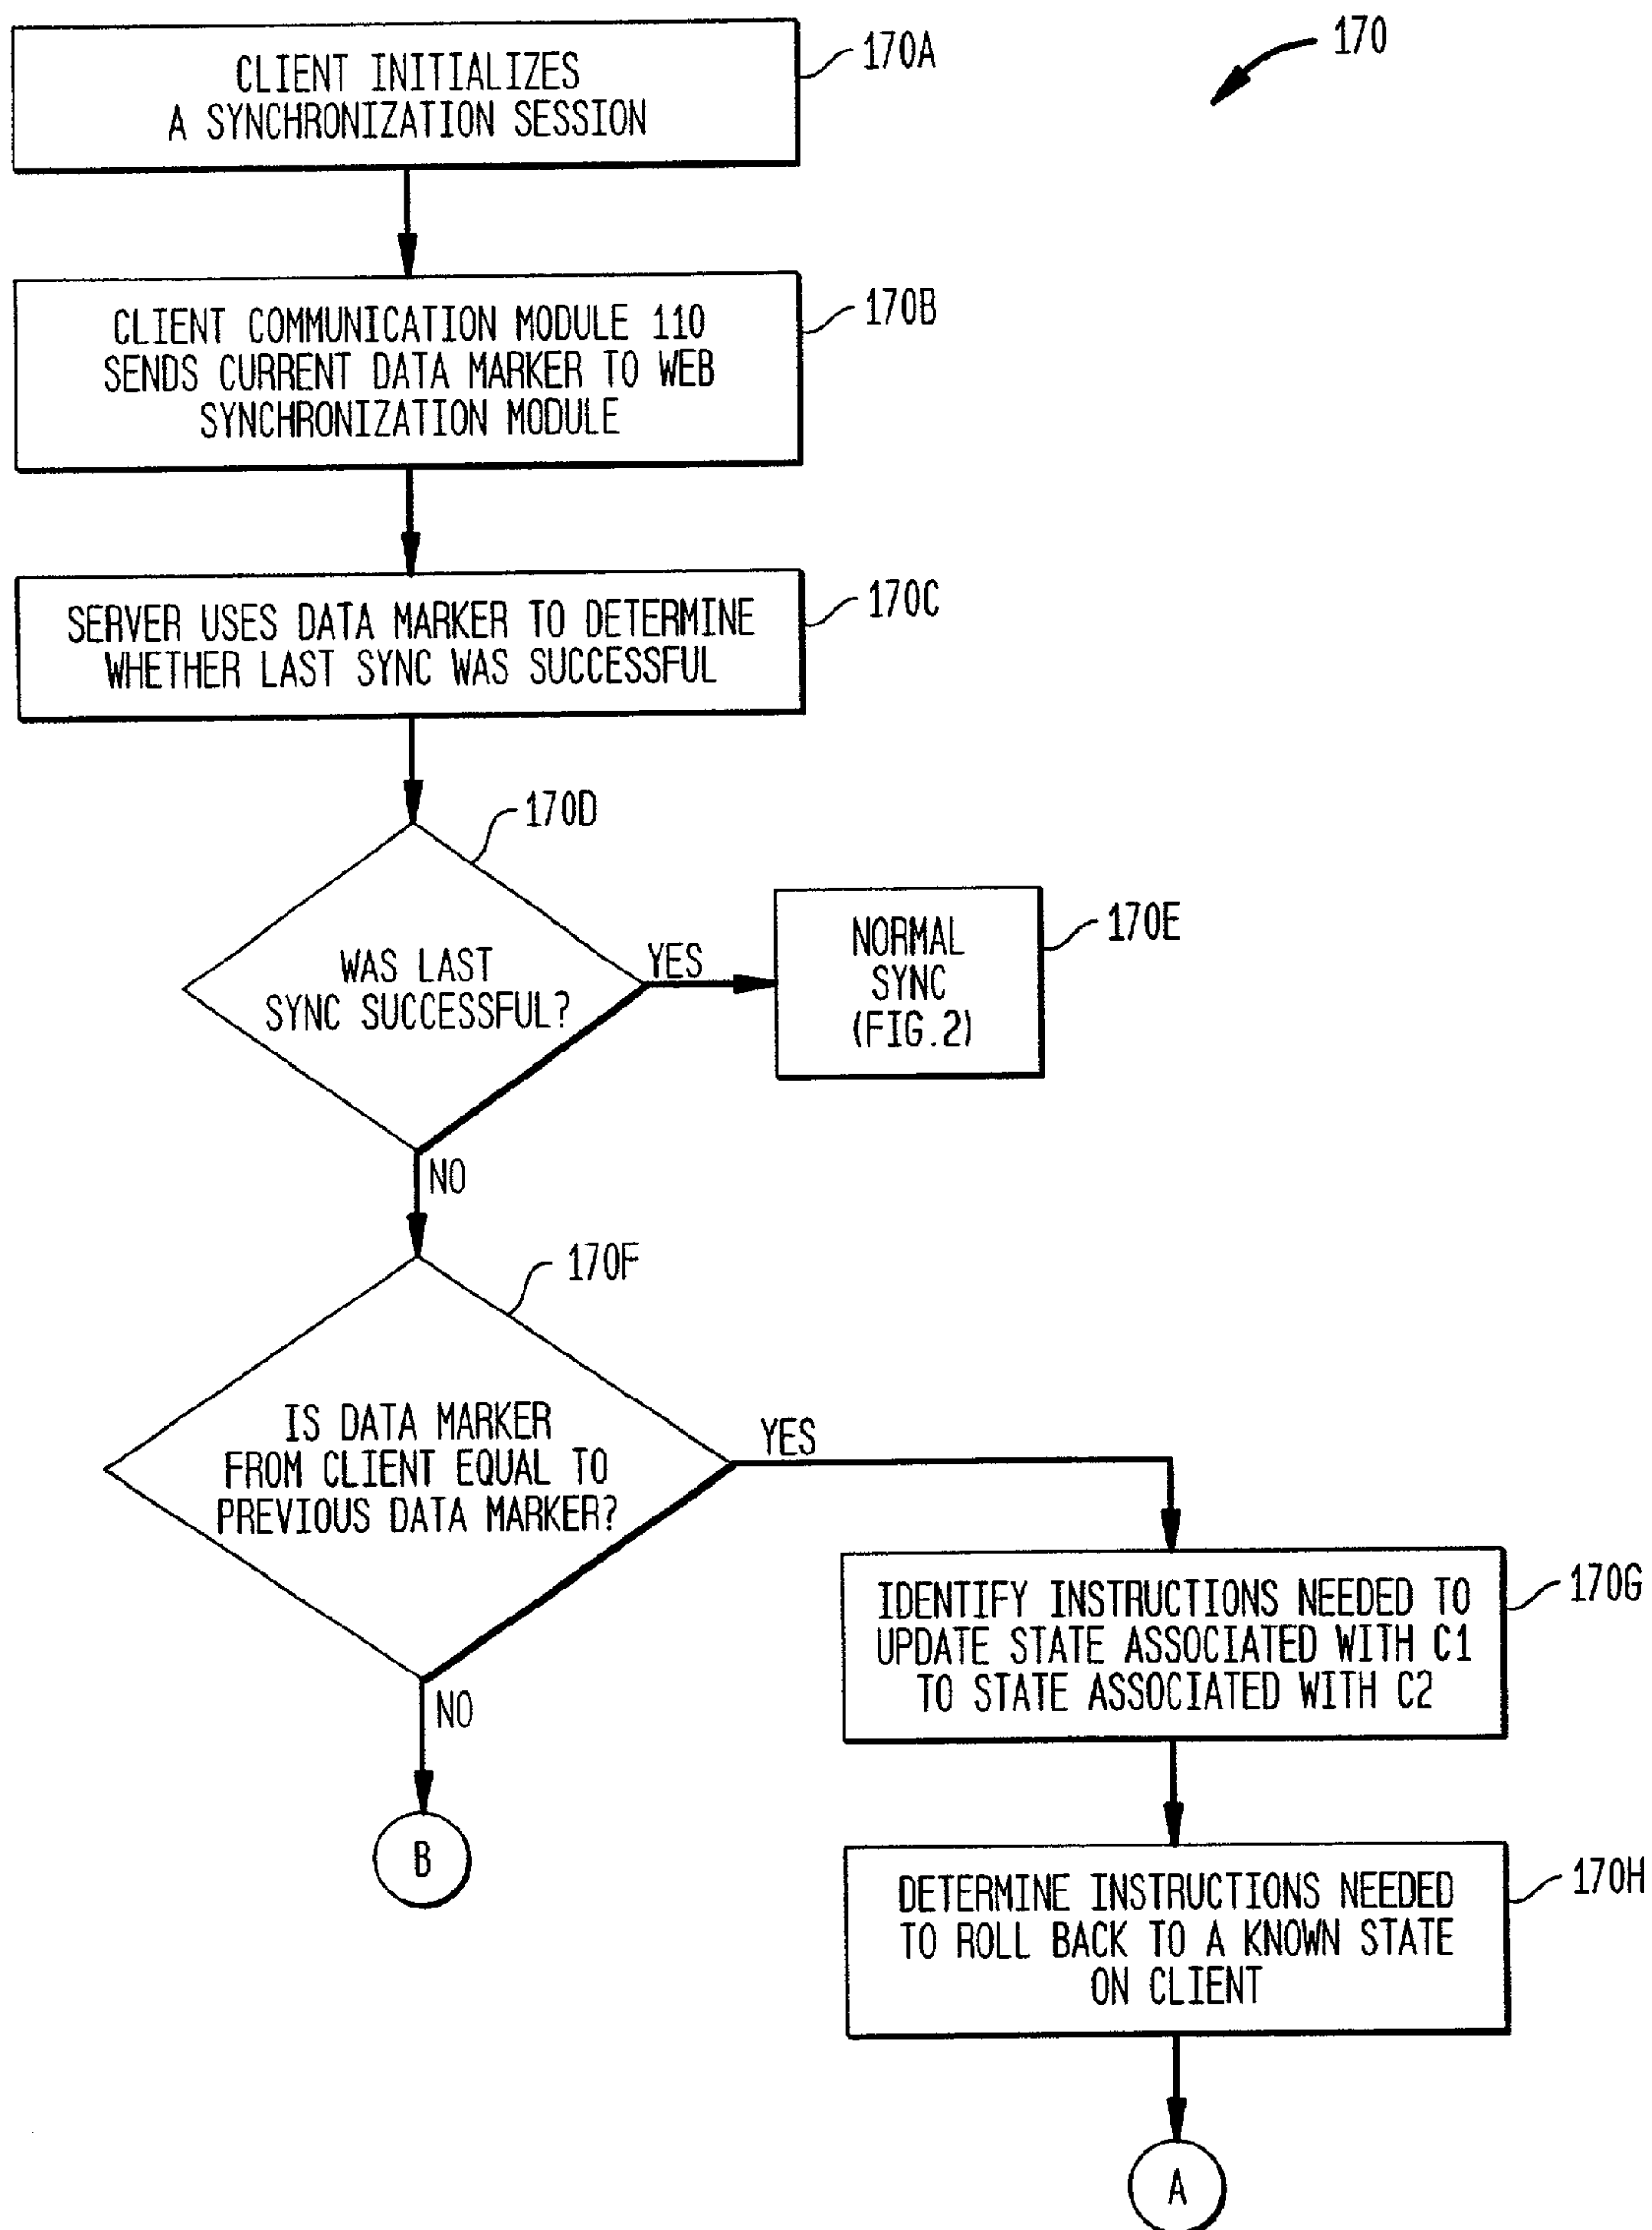 170
CLIENT INITIALIZES
A SYNCHRONIZATION SESSION
170A
CLIENT COMMUNICATION MODULE 110
SENDS CURRENT DATA MARKER TO WEB
SYNCHRONIZATION MODULE
170B
SERVER USES DATA MARKER TO DETERMINE
WHETHER LAST SYNC WAS SUCCESSFUL
170C
170D
WAS LAST
SYNC SUCCESSFUL?
YES
NORMAL
SYNC
(FIG.2)
170E
NO
170F
IS DATA MARKER
FROM CLIENT EQUAL TO
PREVIOUS DATA MARKER?
YES
IDENTIFY INSTRUCTIONS NEEDED TO
UPDATE STATE ASSOCIATED WITH C1
TO STATE ASSOCIATED WITH C2
170G
NO
B
DETERMINE INSTRUCTIONS NEEDED
TO ROLL BACK TO A KNOWN STATE
ON CLIENT
170H
A